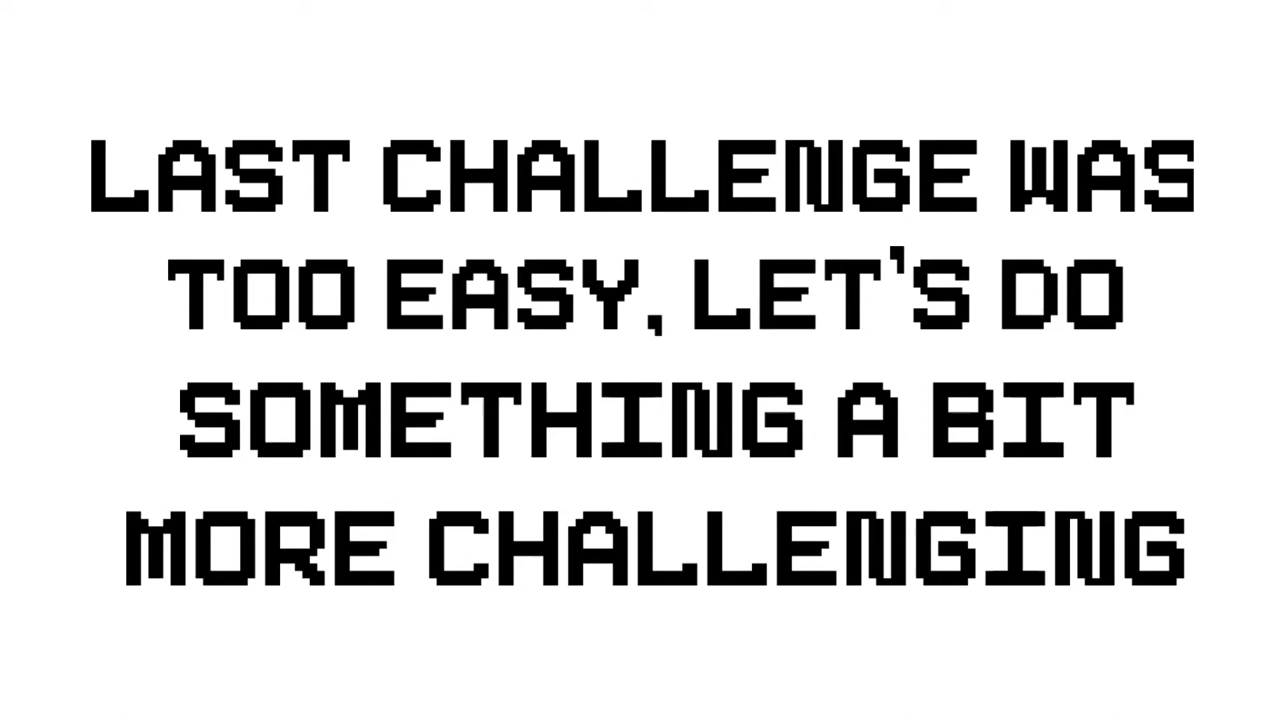 LAST CHALLENGE WAS
TOO EASY, LET'S DO
SOMETHING A BIT
MORE CHALLENGING